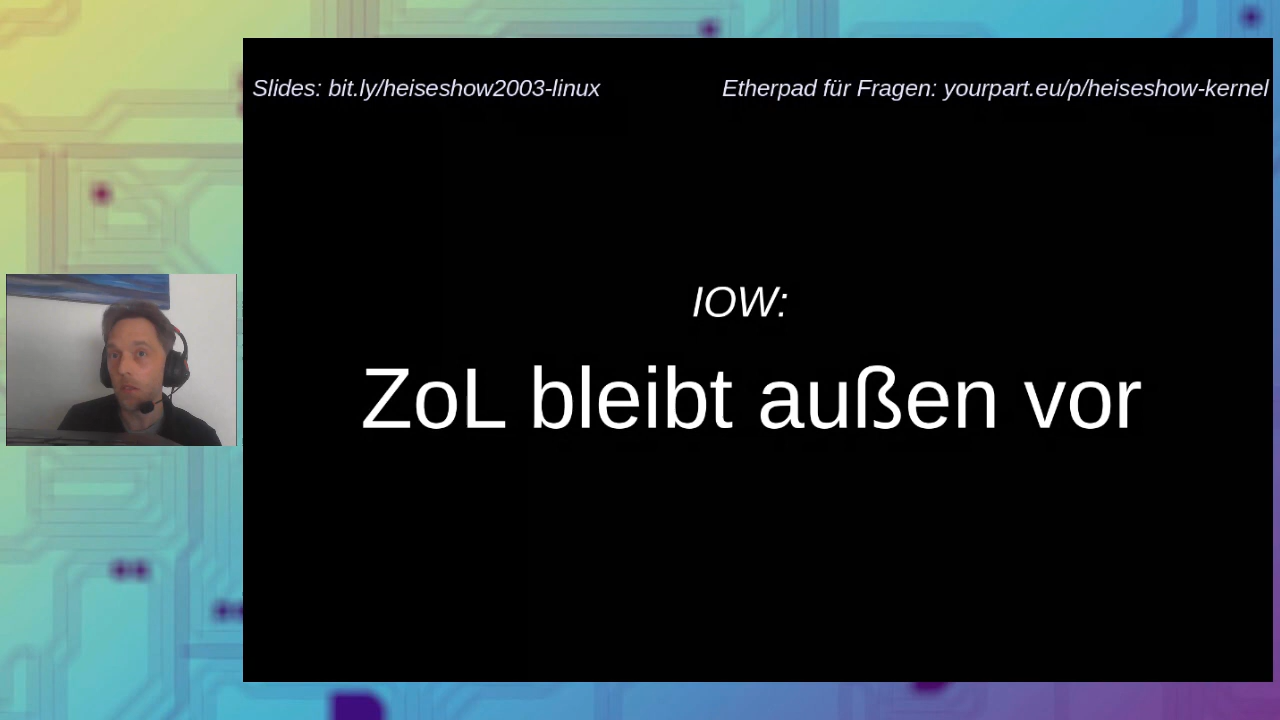 Slides: bit.ly/heiseshow2003-linux
Etherpad für Fragen: yourpart.eu/p/heiseshow-kernel
IOW:
ZoL bleibt außen vor